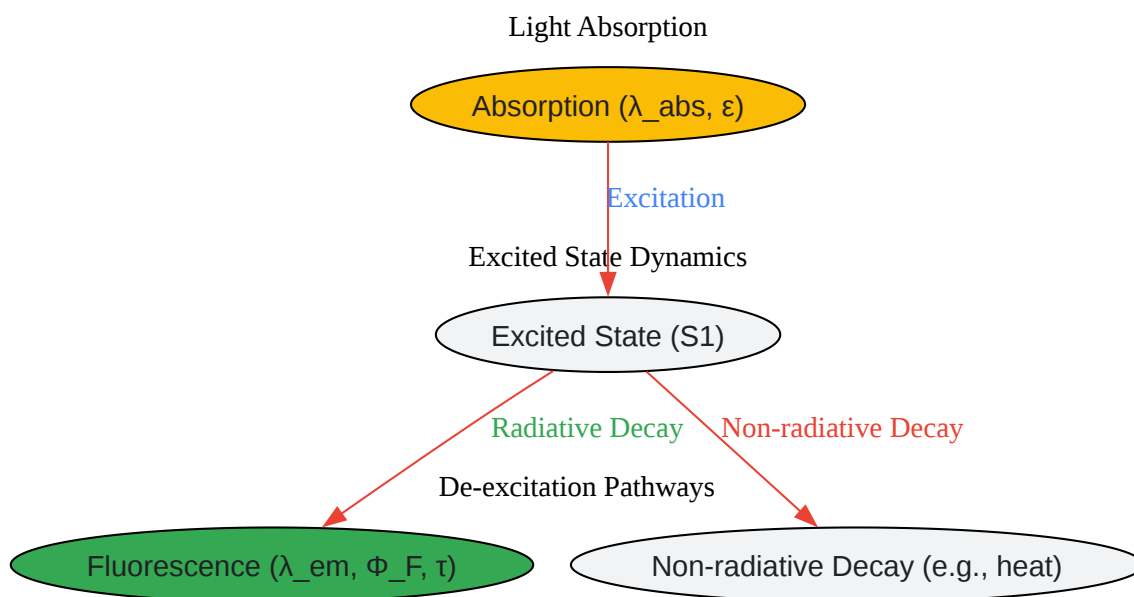 Light Absorption
Absorption (λ_abs, ε)
Excitation
Excited State Dynamics
Excited State (S1)
Radiative Decay
Non-radiative Decay
De-excitation Pathways
Fluorescence (λ_em, Φ_F, τ)
Non-radiative Decay (e.g., heat)